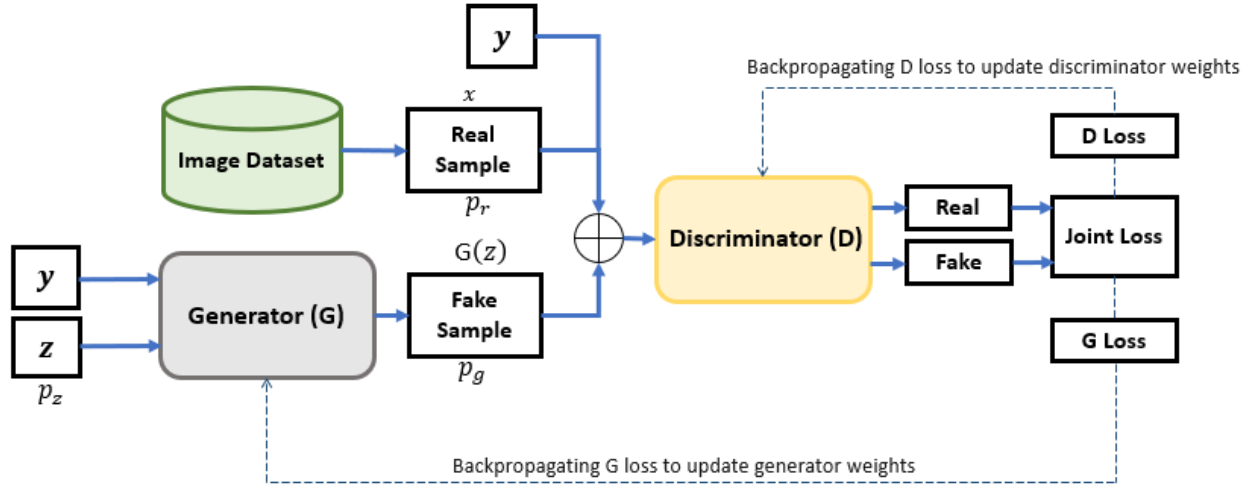 y
Backpropagating D loss to update discriminator weights
x
Image Dataset
Real
Sample
p_r
D Loss
Real
Joint Loss
Discriminator (D)
Fake
G(z)
y
Generator (G)
Fake
Sample
z
p_z
p_g
G Loss
Backpropagating G loss to update generator weights